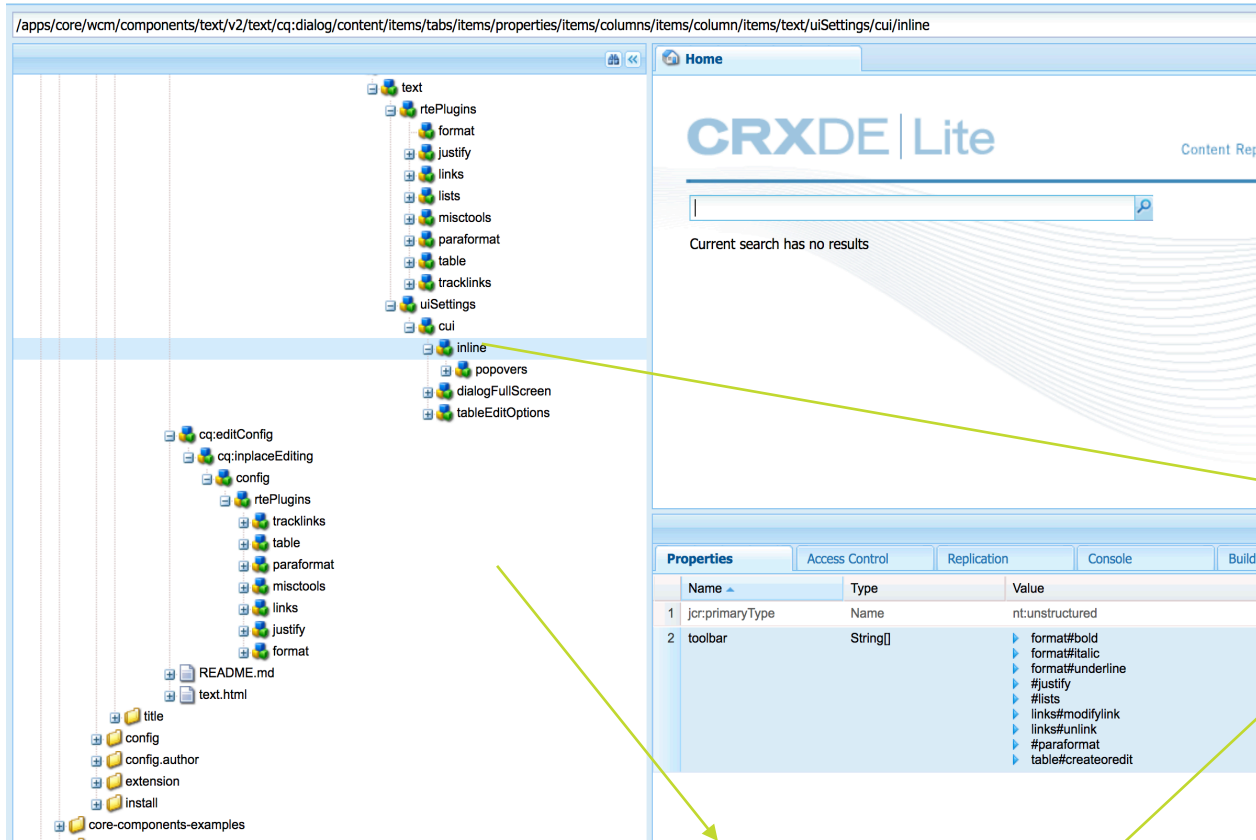 /apps/core/wcm/components/text/v2/text/cq:dialog/content/items/tabs/items/properties/items/columns/items/column/items/text/uiSettings/cui/inline
Home
text
rtePlugins
format
justify
links
lists
misctools
paraformat
table
tracklinks
uiSettings
cui
inline
popovers
dialogFullScreen
tableEditOptions
cq:editConfig
cq:inplaceEditing
config
rtePlugins
tracklinks
table
paraformat
misctools
links
justify
format
README.md
text.html
title
config
config.author
extension
install
core-components-examples
CRXDE | Lite
Content Rep
Current search has no results
Properties Access Control Replication Console Build
Name Type Value
1 jcr:primaryType Name nt:unstructured
2 toolbar String[] format#bold
format#italic
format#underline
#justify
#lists
links#modifylink
links#unlink
#paraformat
table#createoredit